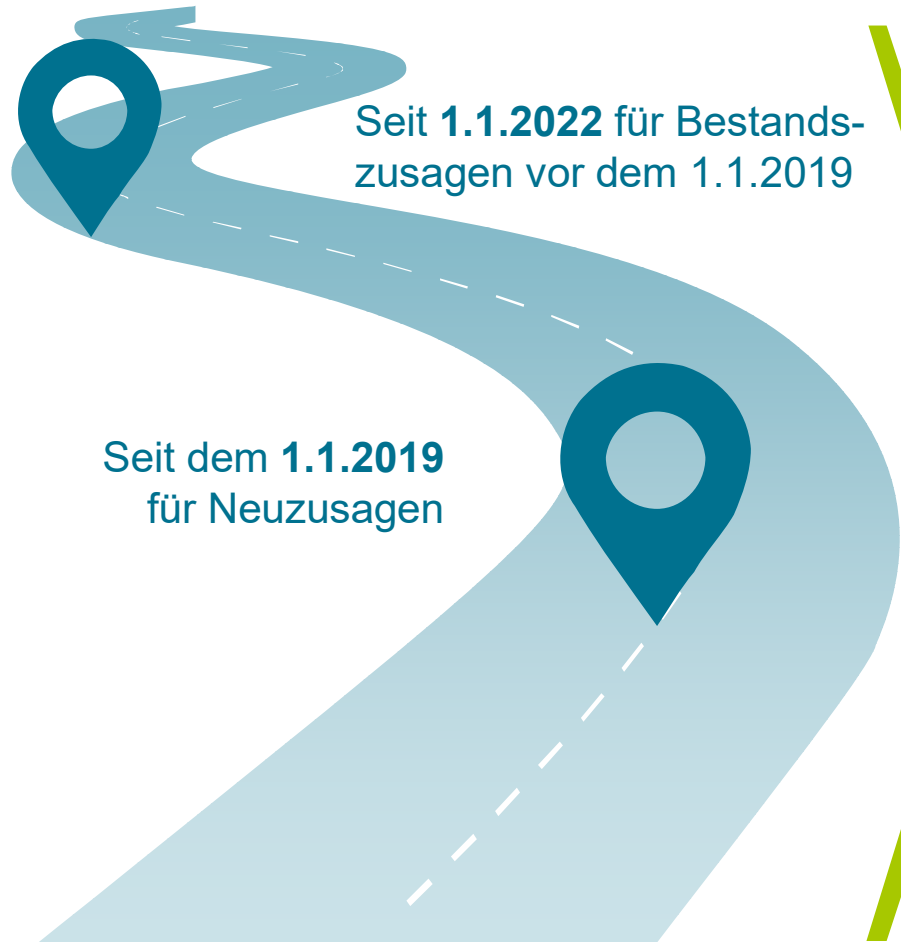 Seit 1.1.2022 für Bestands-
zusagen vor dem 1.1.2019
Seit dem 1.1.2019
für Neuzusagen